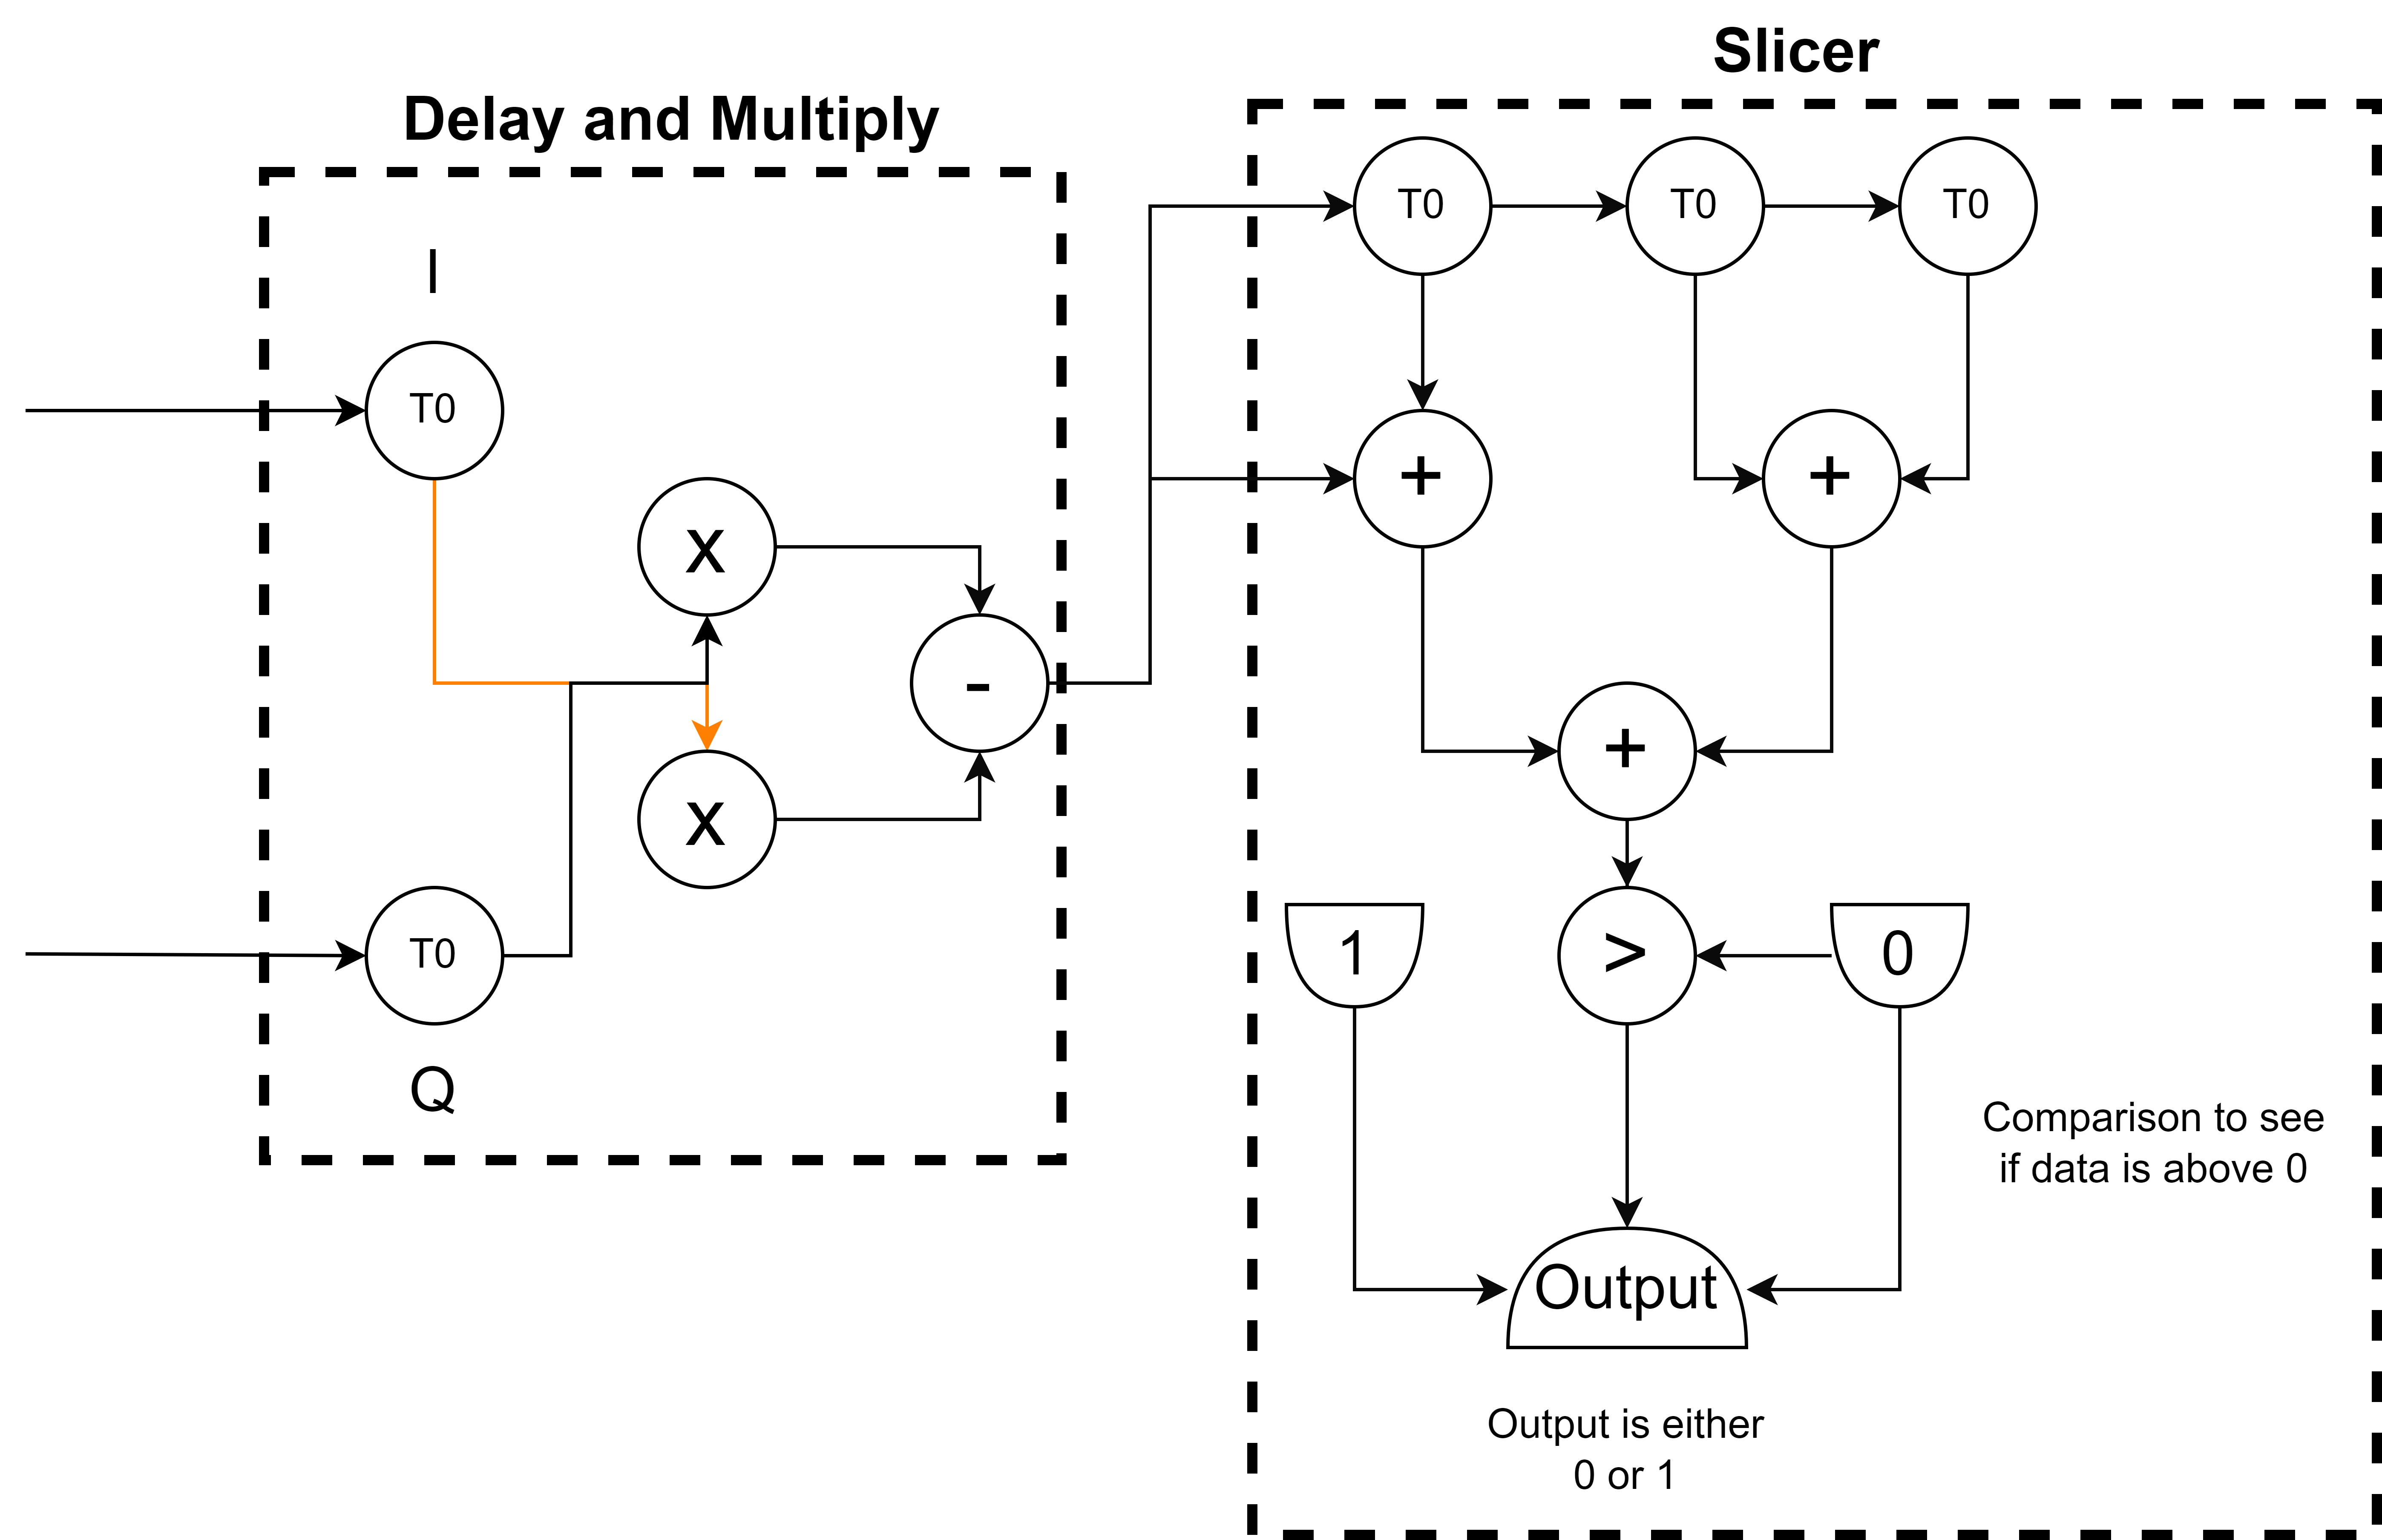 Slicer
Delay and Multiply
I
T0
x
x
-
T0
Q
T0
T0
T0
+
+
+
1
>
0
Comparison to see
if data is above 0
Output
Output is either
0 or 1